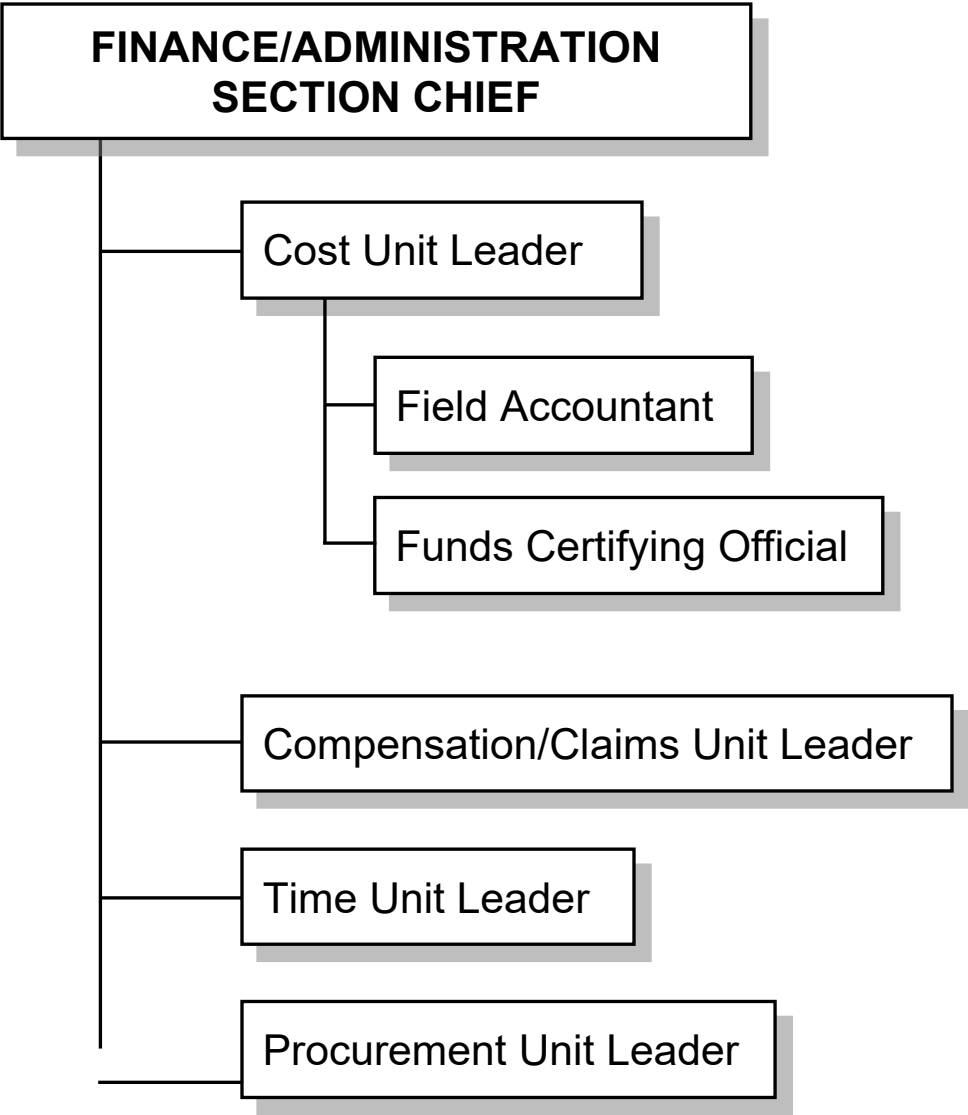 FINANCE/ADMINISTRATION
SECTION CHIEF
Cost Unit Leader
Field Accountant
Funds Certifying Official
Compensation/Claims Unit Leader
Time Unit Leader
Procurement Unit Leader